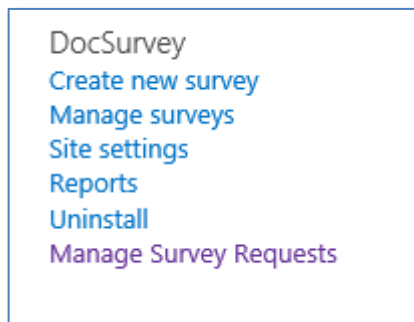 DocSurvey
Create new survey
Manage surveys
Site settings
Reports
Uninstall
Manage Survey Requests